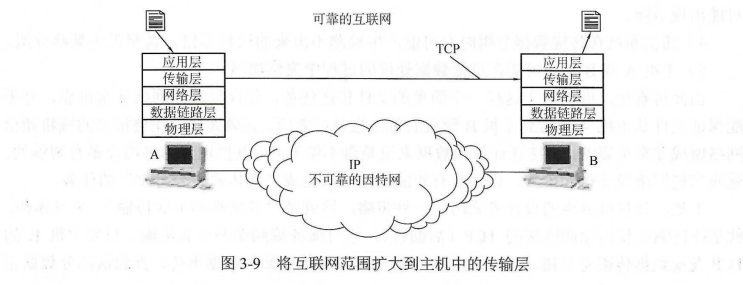 可靠的互联网
TCP
应用层
传输层
网络层
数据链路层
物理层
A
应用层
传输层
网络层
数据链路层
物理层
B
IP
不可靠的因特网
图 3-9 将互联网范围扩大到主机中的传输层